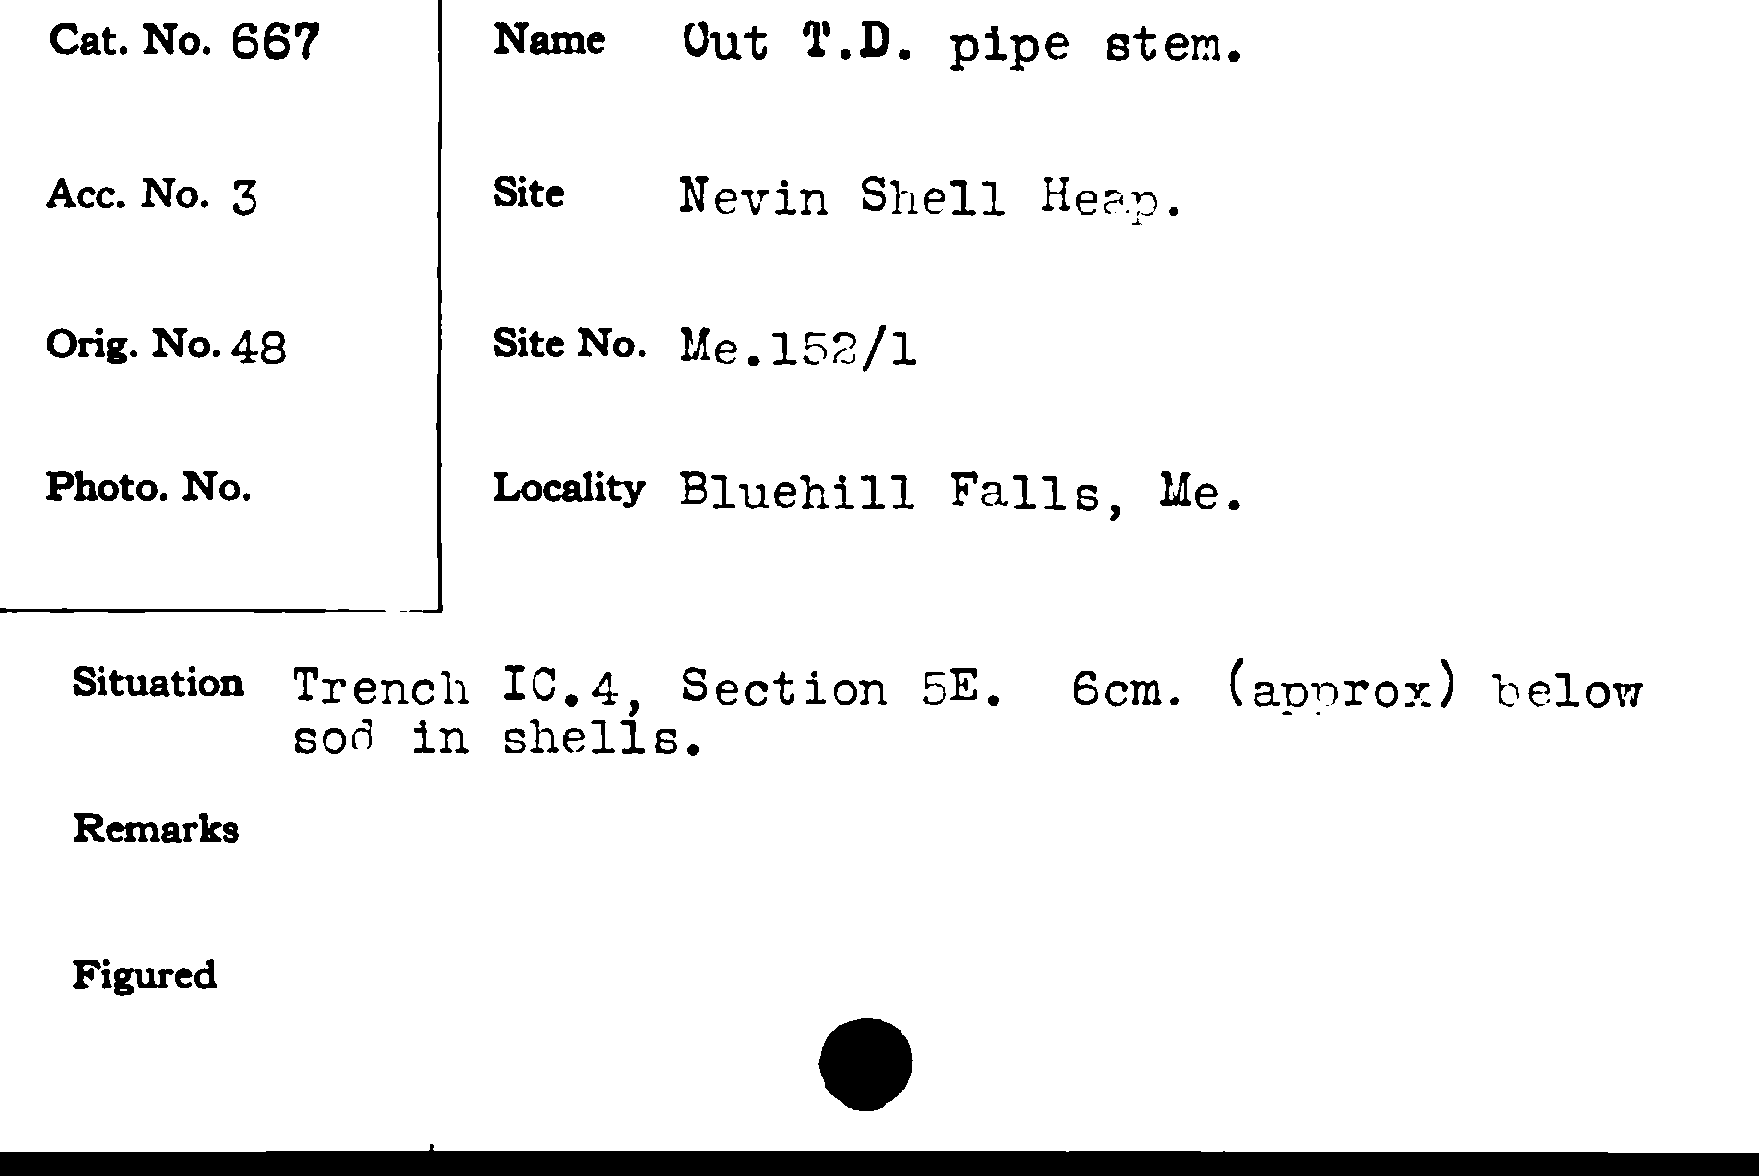 Cat. No. 667
Name Out T.D. pipe stem.
Acc. No. 3
Site Nevin Shell Heap.
Orig. No. 48
Site No. Me.152/1
Photo. No.
Locality Bluehill Falls, Me.
Situation Trench IC.4, Section 5E. 6cm. (approx) below
sod in shells.
Remarks
Figured